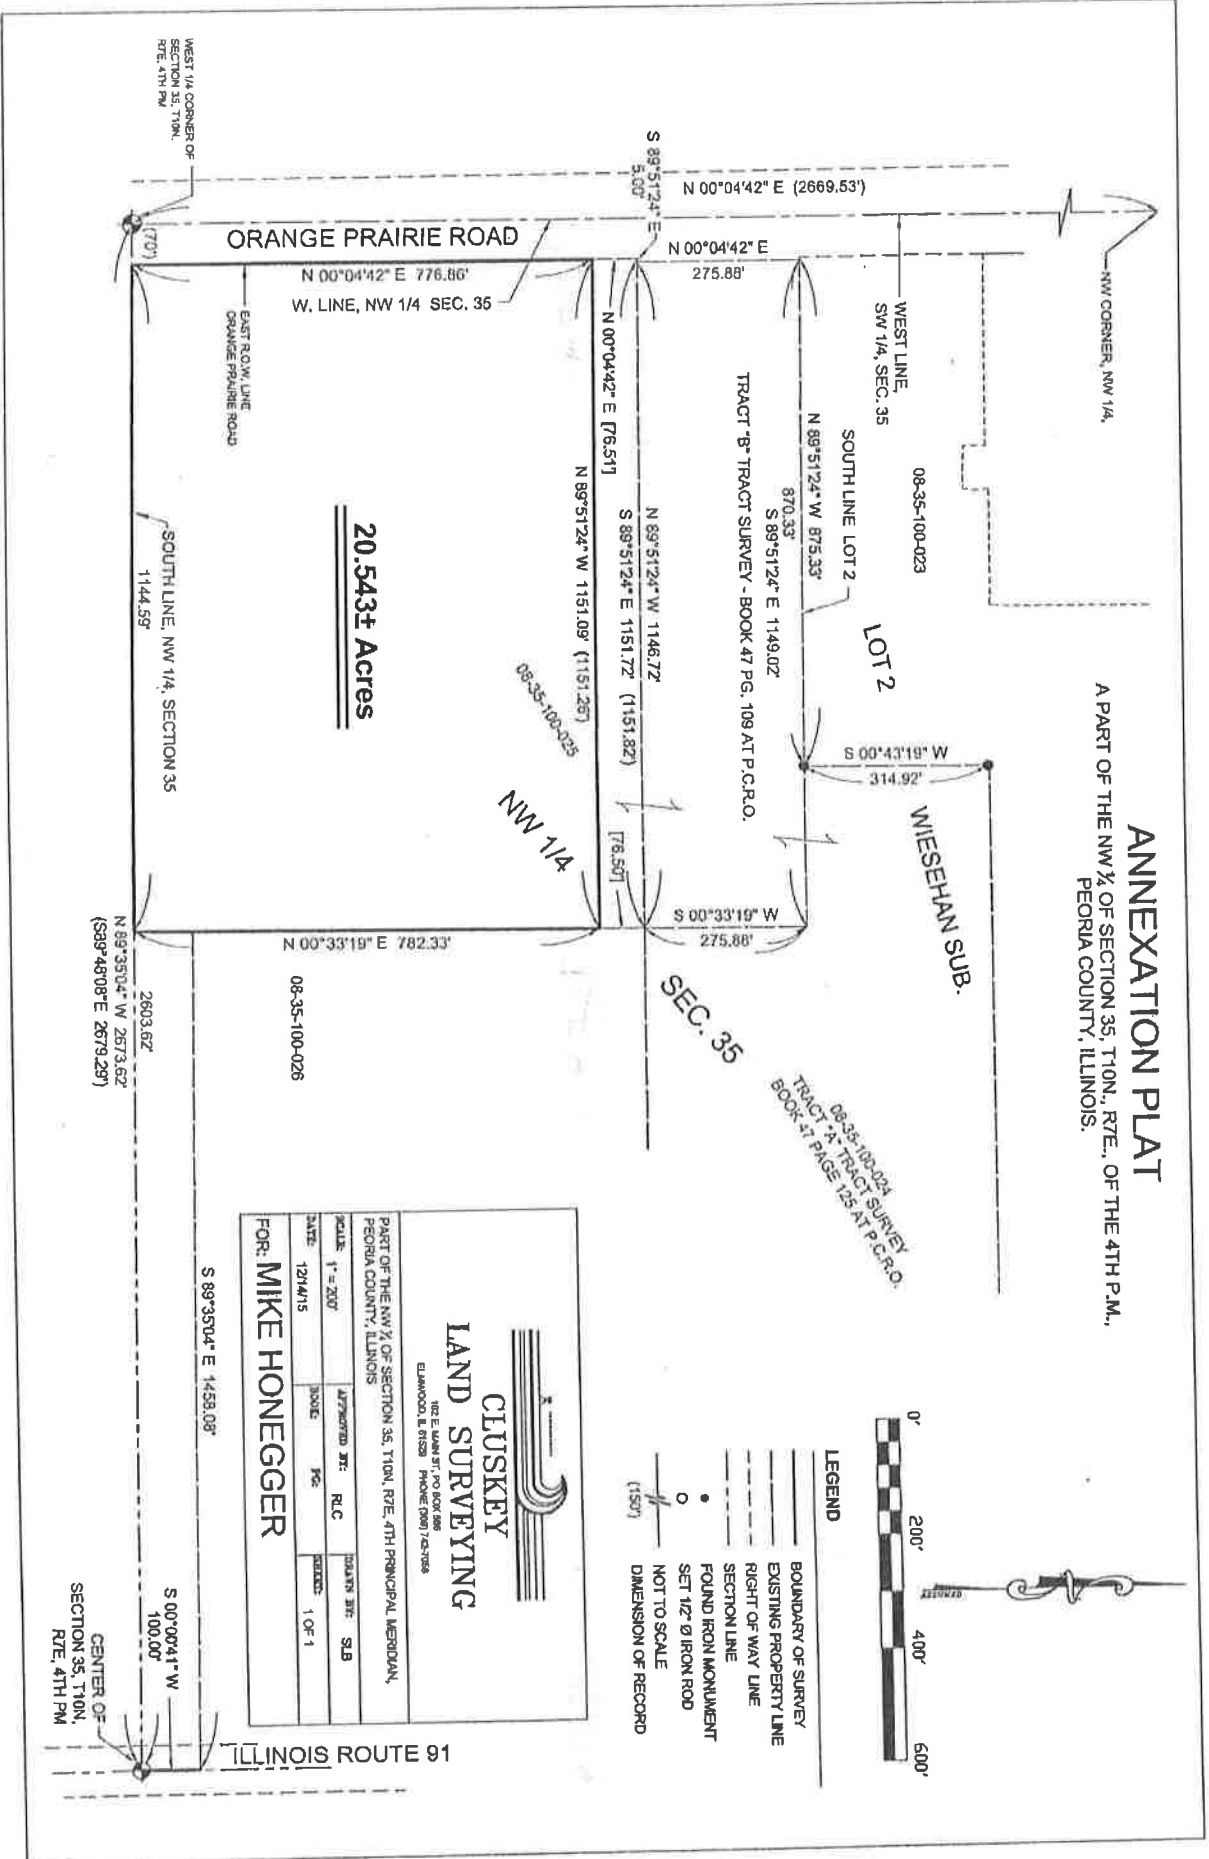 ANNEXATION PLAT
A PART OF THE NW ¼ OF SECTION 35, T10N., R7E., OF THE 4TH P.M.,
PEORIA COUNTY, ILLINOIS.
NW CORNER, NW 1/4,
N 00°04'42" E (2669.53')
WEST LINE,
SW 1/4, SEC. 35
08-35-100-023
LOT 2
WIESEHAN SUB.
S 00°43'19" W
314.92'
SOUTH LINE LOT 2
N 89°51'24" W 875.33'
870.33'
S 89°51'24" E 1149.02'
N 00°04'42" E
275.88'
TRACT "B" TRACT SURVEY - BOOK 47 PG. 109 AT P.C.R.O.
S 00°33'19" W
275.88'
S 89°51'24" E
5.00'
N 89°51'24" W 1146.72'
S 89°51'24" E 1151.72' (1151.82')
N 00°04'42" E [76.51']
[76.50']
N 89°51'24" W 1151.09' (1151.26')
08-35-100-025
NW 1/4
SEC. 35
08-35-100-024
TRACT "A" TRACT SURVEY
BOOK 47 PAGE 125 AT P.C.R.O.
ORANGE PRAIRIE ROAD
N 00°04'42" E 776.86'
W. LINE, NW 1/4 SEC. 35
20.543± Acres
N 00°33'19" E 782.33'
08-35-100-026
EAST R.O.W. LINE
ORANGE PRAIRIE ROAD
(70')
SOUTH LINE, NW 1/4, SECTION 35
1144.59'
WEST 1/4 CORNER OF
SECTION 35, T10N,
R7E, 4TH PM
2603.62'
N 89°35'04" W 2673.62'
(S89°48'08"E 2679.29')
S 89°35'04" E 1458.08'
S 00°00'41" W
100.00'
CENTER OF
SECTION 35, T10N,
R7E, 4TH PM
ILLINOIS ROUTE 91
0' 200' 400' 600'
LEGEND
BOUNDARY OF SURVEY
EXISTING PROPERTY LINE
RIGHT OF WAY LINE
SECTION LINE
FOUND IRON MONUMENT
SET 1/2" Ø IRON ROD
NOT TO SCALE
(150') DIMENSION OF RECORD
CLUSKEY
LAND SURVEYING
102 E. MAIN ST, PO BOX 566
ELMWOOD, IL 61529 PHONE (309) 742-7056
PART OF THE NW ¼ OF SECTION 35, T10N, R7E, 4TH PRINCIPAL MERIDIAN,
PEORIA COUNTY, ILLINOIS
SCALE: 1" = 200' APPROVED BY: RLC DRAWN BY: SLB
DATE: 12/14/15 BOOK: PG: SHEET: 1 OF 1
FOR: MIKE HONEGGER